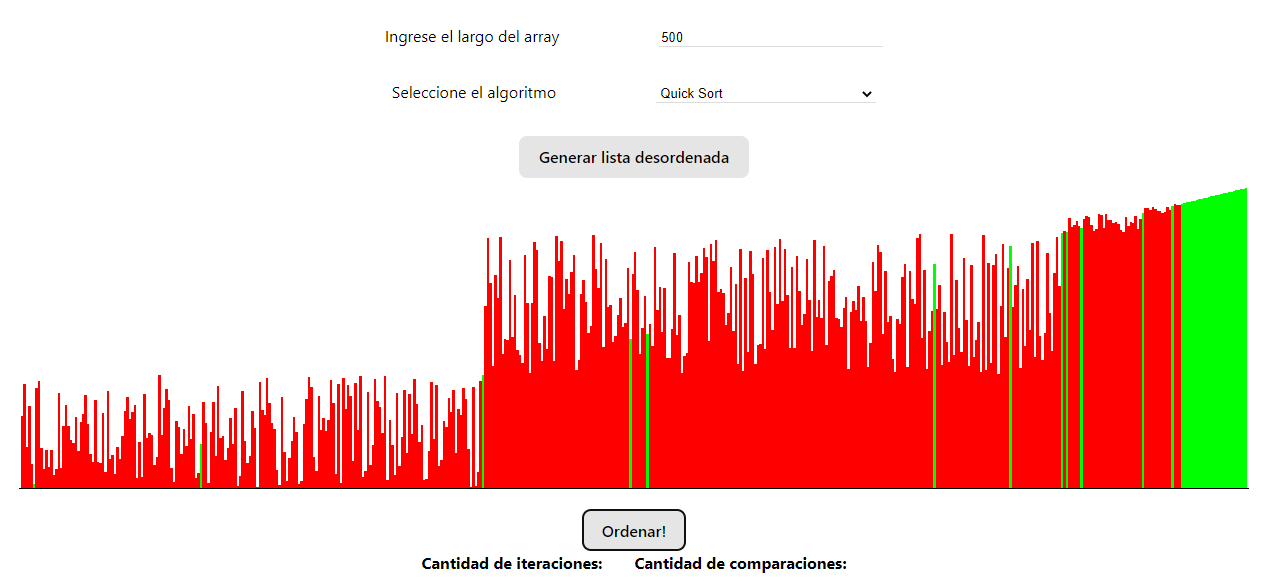 Ingrese el largo del array 500
Seleccione el algoritmo Quick Sort
Generar lista desordenada
Ordenar!
Cantidad de iteraciones: Cantidad de comparaciones: